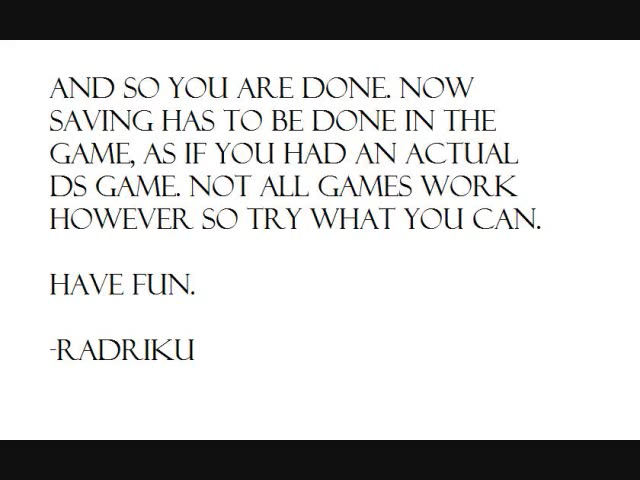 AND SO YOU ARE DONE. NOW
SAVING HAS TO BE DONE IN THE
GAME, AS IF YOU HAD AN ACTUAL
DS GAME. NOT ALL GAMES WORK
HOWEVER SO TRY WHAT YOU CAN.
HAVE FUN.
-RADRIKU